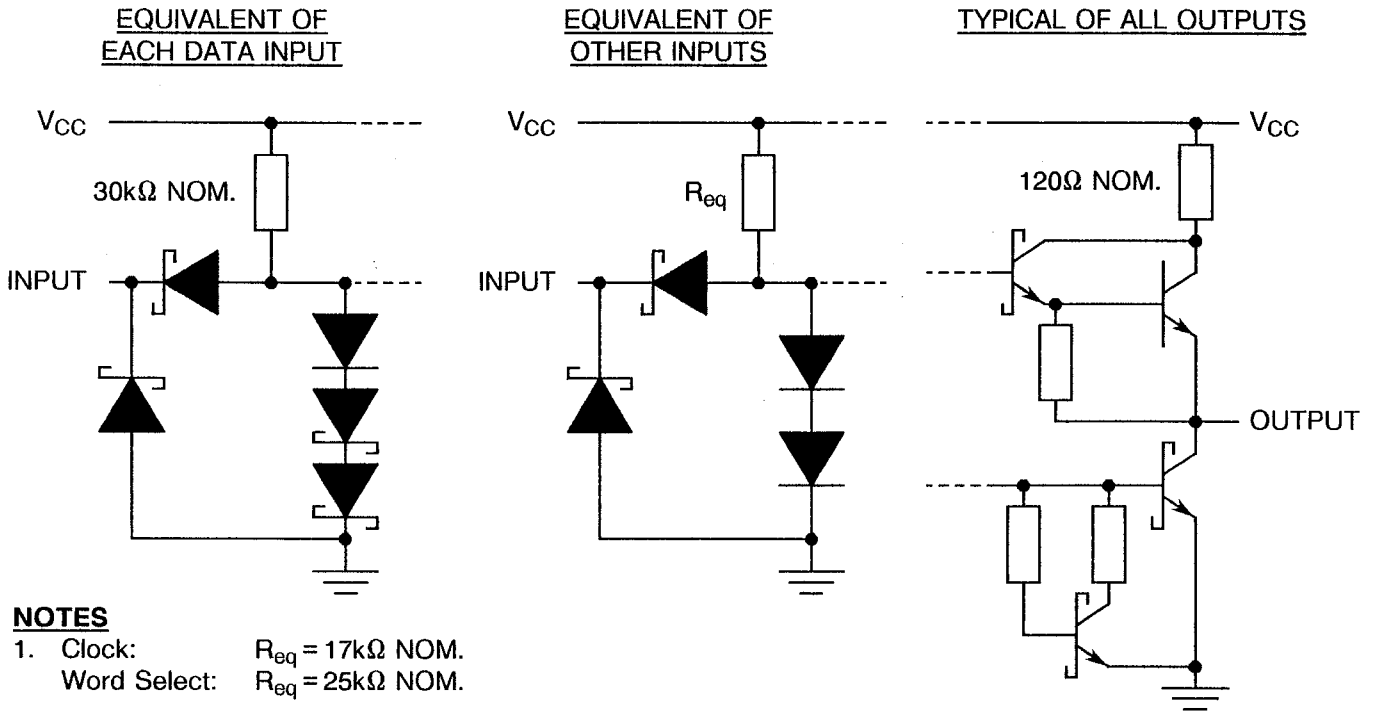 EQUIVALENT OF
EACH DATA INPUT
EQUIVALENT OF
OTHER INPUTS
TYPICAL OF ALL OUTPUTS
VCC
30kΩ NOM.
INPUT
VCC
Req
INPUT
VCC
120Ω NOM.
OUTPUT
NOTES
1. Clock: Req = 17kΩ NOM.
Word Select: Req = 25kΩ NOM.